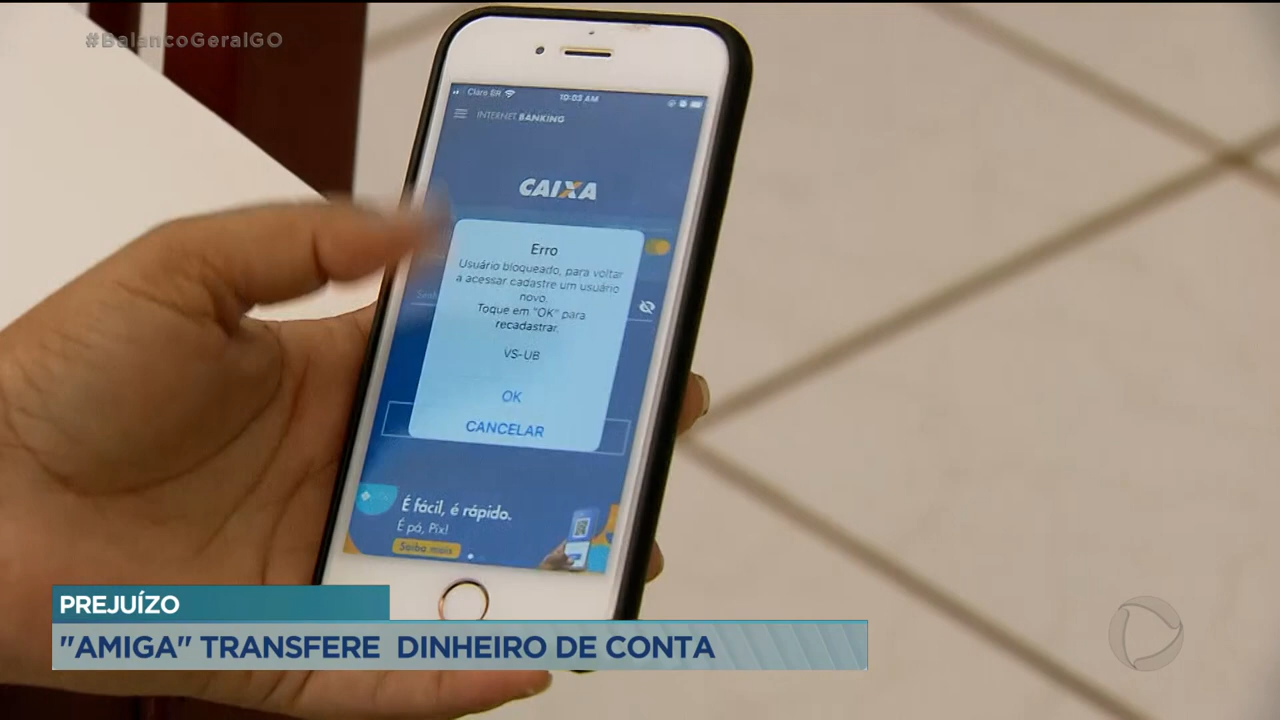 #BalancoGeralGO
Claro BR
10:05 AM
INTERNET BANKING
CAIXA
Erro
Usuário bloqueado, para voltar
a acessar cadastre um usuário
novo.
Toque em "OK" para
recadastrar.
VS-UB
OK
CANCELAR
É fácil, é rápido.
É pá, Pix!
Saiba mais
PREJUÍZO
"AMIGA" TRANSFERE DINHEIRO DE CONTA